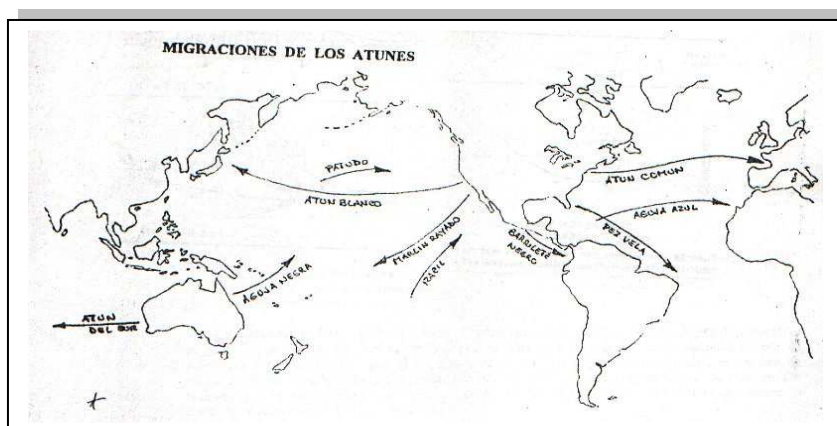 MIGRACIONES DE LOS ATUNES
PATUDO
ATUN BLANCO
ATUN COMUN
AGUJA AZUL
PEZ VELA
BARRILETE
NEGRO
MARLIN RAYADO
AGUJA NEGRA
ATUN
DEL SUR